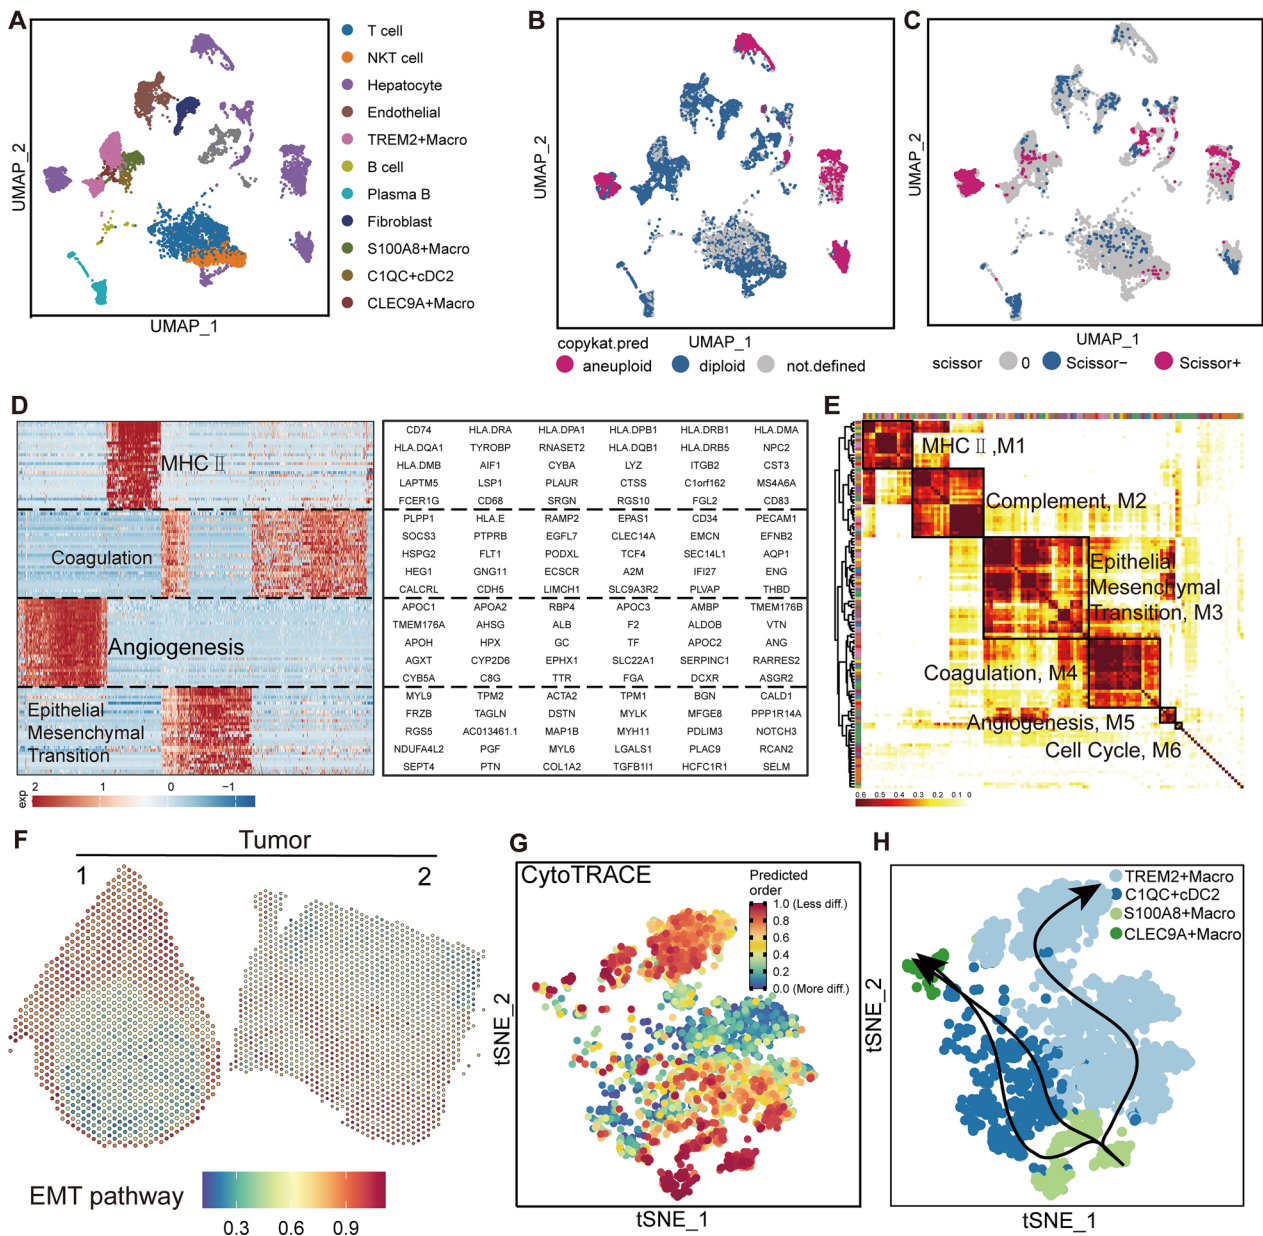 A
UMAP_2
UMAP_1
T cell
NKT cell
Hepatocyte
Endothelial
TREM2+Macro
B cell
Plasma B
Fibroblast
S100A8+Macro
C1QC+cDC2
CLEC9A+Macro
B
UMAP_2
UMAP_1
copykat.pred
aneuploid diploid not.defined
C
UMAP_2
UMAP_1
scissor 0 Scissor− Scissor+
D
MHCⅡ
Coagulation
Angiogenesis
Epithelial
Mesenchymal
Transition
exp
2 1 0 −1
CD74 HLA.DRA HLA.DPA1 HLA.DPB1 HLA.DRB1 HLA.DMA
HLA.DQA1 TYROBP RNASET2 HLA.DQB1 HLA.DRB5 NPC2
HLA.DMB AIF1 CYBA LYZ ITGB2 CST3
LAPTM5 LSP1 PLAUR CTSS C1orf162 MS4A6A
FCER1G CD68 SRGN RGS10 FGL2 CD83
PLPP1 HLA.E RAMP2 EPAS1 CD34 PECAM1
SOCS3 PTPRB EGFL7 CLEC14A EMCN EFNB2
HSPG2 FLT1 PODXL TCF4 SEC14L1 AQP1
HEG1 GNG11 ECSCR A2M IFI27 ENG
CALCRL CDH5 LIMCH1 SLC9A3R2 PLVAP THBD
APOC1 APOA2 RBP4 APOC3 AMBP TMEM176B
TMEM176A AHSG ALB F2 ALDOB VTN
APOH HPX GC TF APOC2 ANG
AGXT CYP2D6 EPHX1 SLC22A1 SERPINC1 RARRES2
CYB5A C8G TTR FGA DCXR ASGR2
MYL9 TPM2 ACTA2 TPM1 BGN CALD1
FRZB TAGLN DSTN MYLK MFGE8 PPP1R14A
RGS5 AC013461.1 MAP1B MYH11 PDLIM3 NOTCH3
NDUFA4L2 PGF MYL6 LGALS1 PLAC9 RCAN2
SEPT4 PTN COL1A2 TGFB1I1 HCFC1R1 SELM
E
MHCⅡ,M1
Complement, M2
Epithelial
Mesenchymal
Transition, M3
Coagulation, M4
Angiogenesis, M5
Cell Cycle, M6
0.6 0.5 0.4 0.3 0.2 0.1 0
F
Tumor
1 2
EMT pathway
0.3 0.6 0.9
G
CytoTRACE
Predicted
order
1.0 (Less diff.)
0.8
0.6
0.4
0.2
0.0 (More diff.)
tSNE_2
tSNE_1
H
TREM2+Macro
C1QC+cDC2
S100A8+Macro
CLEC9A+Macro
tSNE_2
tSNE_1